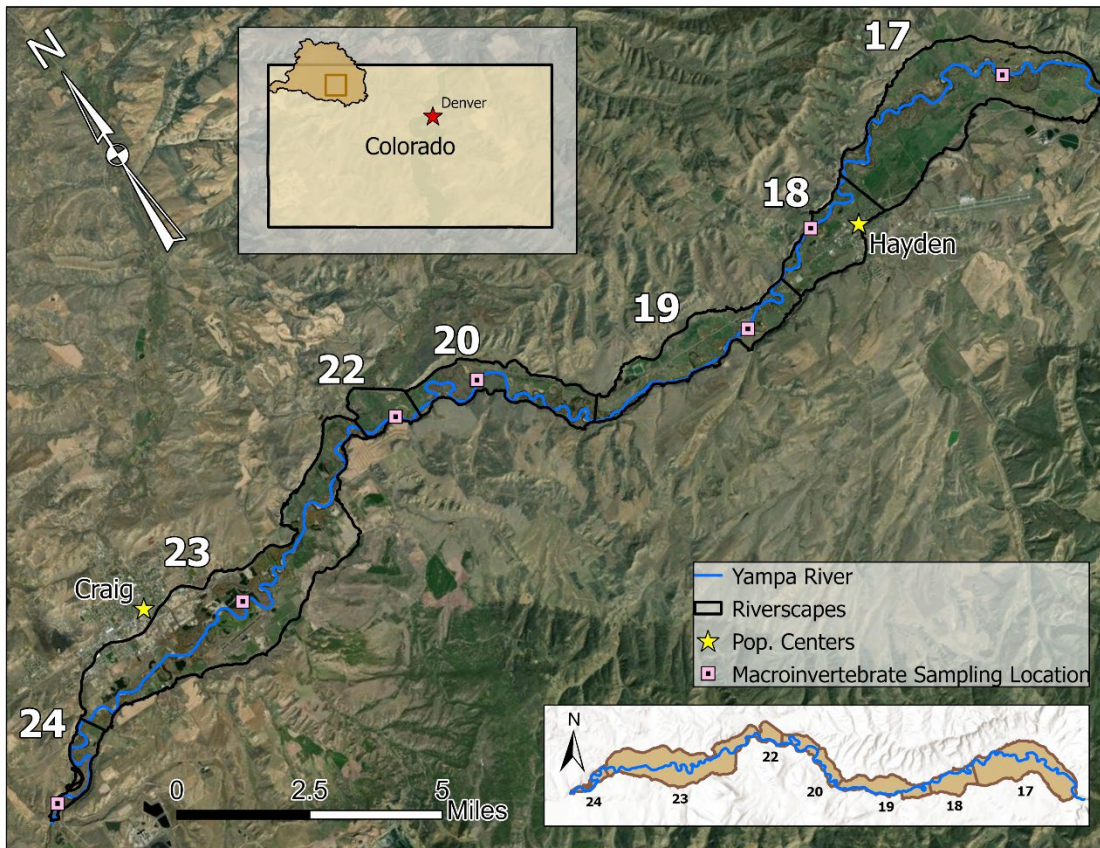 N
17
Denver
Colorado
18
Hayden
19
20
22
23
Craig
24
Yampa River
Riverscapes
Pop. Centers
Macroinvertebrate Sampling Location
0 2.5 5
Miles
N
22
24 23 20 19 18 17